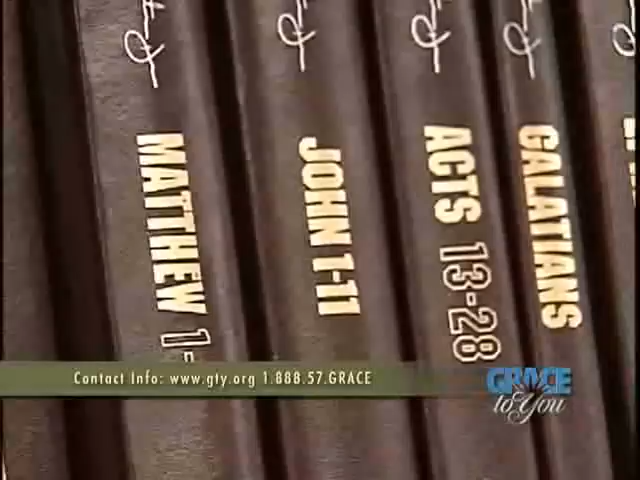 MATTHEW 1-
JOHN 1-11
ACTS 13-28
GALATIANS
Contact Info: www.gty.org 1.888.57.GRACE
GRACE
to You